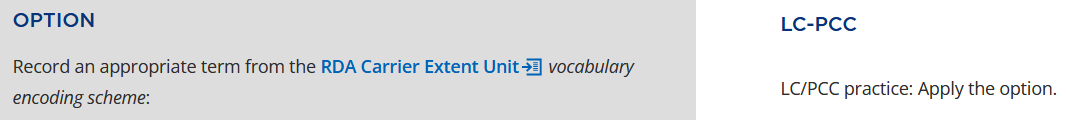 OPTION
Record an appropriate term from the RDA Carrier Extent Unit vocabulary
encoding scheme:
LC-PCC
LC/PCC practice: Apply the option.